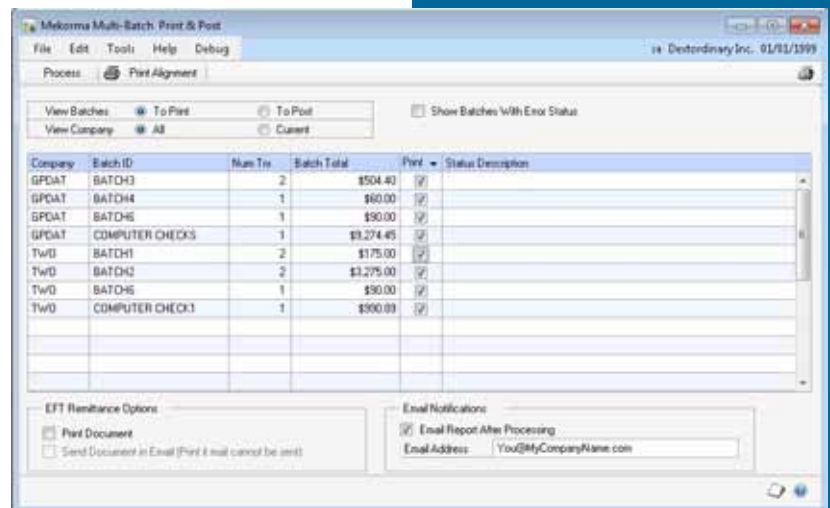 Mekorma Multi-Batch Print & Post
File Edit Tools Help Debug
Dextordinary Inc. 01/01/1999
Process Print Alignment
View Batches To Print To Post Show Batches With Error Status
View Company All Current
Company Batch ID Num Trx Batch Total Print Status Description
GPDAT BATCH3 2 $504.40
GPDAT BATCH4 1 $60.00
GPDAT BATCH6 1 $90.00
GPDAT COMPUTER CHECKS 1 $9,274.45
TWO BATCH1 2 $175.00
TWO BATCH2 2 $3,275.00
TWO BATCH6 1 $90.00
TWO COMPUTER CHECK1 1
EFT Remittance Options Email Notifications
Print Document Email Report After Processing
Send Document in Email (Print if mail cannot be sent) Email Address You@MyCompanyName.com